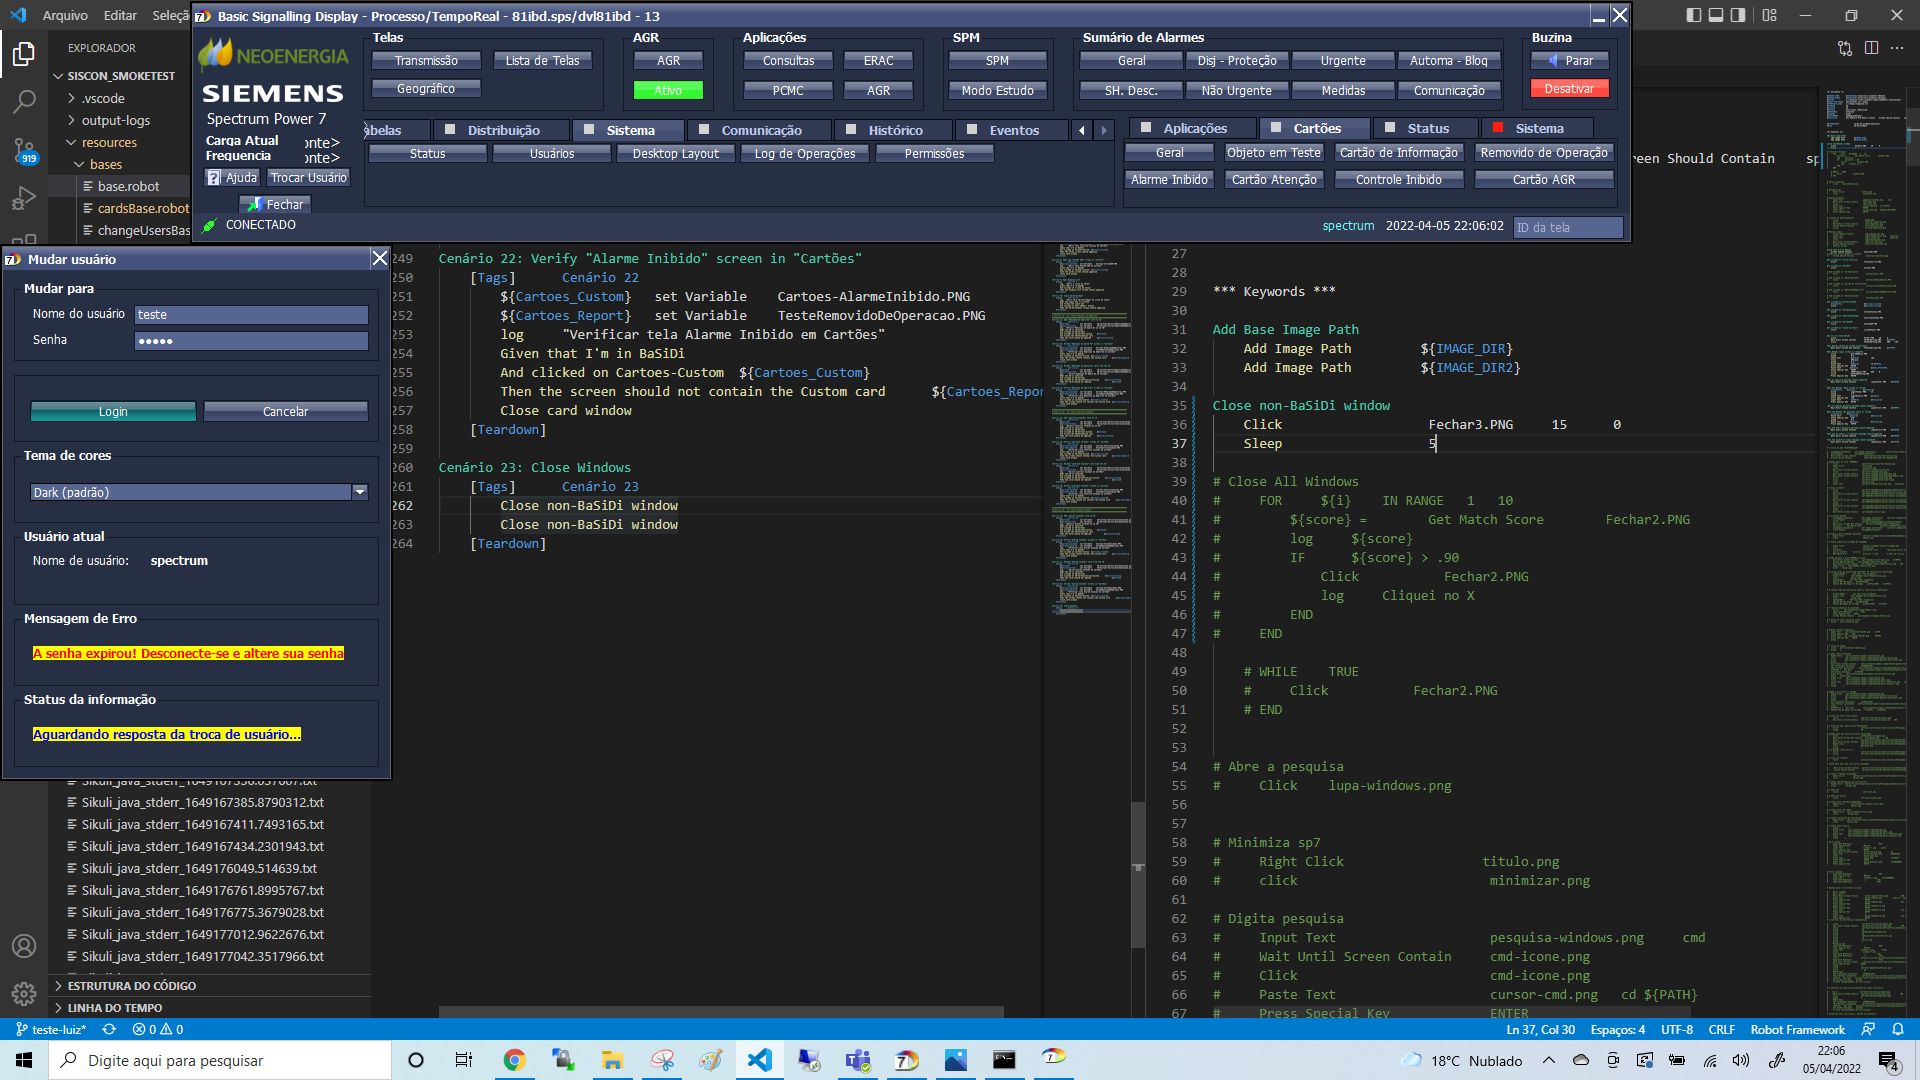 Arquivo
Editar
Seleçã
Basic Signalling Display - Processo/TempoReal - 81ibd.sps/dvl81ibd - 13
NEOENERGIA
SIEMENS
Spectrum Power 7
Carga Atual
Frequencia
onte>
onte>
Ajuda
Trocar Usuário
Fechar
CONECTADO
Telas
Transmissão
Lista de Telas
Geográfico
AGR
AGR
Ativo
Aplicações
Consultas
ERAC
PCMC
AGR
SPM
SPM
Modo Estudo
Sumário de Alarmes
Geral
Disj - Proteção
Urgente
Automa - Bloq
SH. Desc.
Não Urgente
Medidas
Comunicação
Buzina
Parar
Desativar
abelas
Distribuição
Sistema
Comunicação
Histórico
Eventos
Status
Usuários
Desktop Layout
Log de Operações
Permissões
Aplicações
Cartões
Status
Sistema
Geral
Objeto em Teste
Cartão de Informação
Removido de Operação
Alarme Inibido
Cartão Atenção
Controle Inibido
Cartão AGR
spectrum
2022-04-05 22:06:02
ID da tela
EXPLORADOR
SISCON_SMOKETEST
.vscode
output-logs
resources
bases
base.robot
cardsBase.robot
changeUsersBas
919
Mudar usuário
Mudar para
Nome do usuário teste
Senha •••••
Login
Cancelar
Tema de cores
Dark (padrão)
Usuário atual
Nome de usuário: spectrum
Mensagem de Erro
A senha expirou! Desconecte-se e altere sua senha
Status da informação
Aguardando resposta da troca de usuário...
Sikuli_java_stderr_1649167385.8790312.txt
Sikuli_java_stderr_1649167411.7493165.txt
Sikuli_java_stderr_1649167434.2301943.txt
Sikuli_java_stderr_1649176049.514639.txt
Sikuli_java_stderr_1649176761.8995767.txt
Sikuli_java_stderr_1649176775.3679028.txt
Sikuli_java_stderr_1649177012.9622676.txt
Sikuli_java_stderr_1649177042.3517966.txt
ESTRUTURA DO CÓDIGO
LINHA DO TEMPO
249 Cenário 22: Verify "Alarme Inibido" screen in "Cartões"
250 [Tags] Cenário 22
251 ${Cartoes_Custom} set Variable Cartoes-AlarmeInibido.PNG
252 ${Cartoes_Report} set Variable TesteRemovidoDeOperacao.PNG
253 log "Verificar tela Alarme Inibido em Cartões"
254 Given that I'm in BaSiDi
255 And clicked on Cartoes-Custom ${Cartoes_Custom}
256 Then the screen should not contain the Custom card ${Cartoes_Repor
257 Close card window
258 [Teardown]
259
260 Cenário 23: Close Windows
261 [Tags] Cenário 23
262 Close non-BaSiDi window
263 Close non-BaSiDi window
264 [Teardown]
reen Should Contain sp
27
28
29 *** Keywords ***
30
31 Add Base Image Path
32 Add Image Path ${IMAGE_DIR}
33 Add Image Path ${IMAGE_DIR2}
34
35 Close non-BaSiDi window
36 Click Fechar3.PNG 15 0
37 Sleep 5
38
39 # Close All Windows
40 # FOR ${i} IN RANGE 1 10
41 # ${score} = Get Match Score Fechar2.PNG
42 # log ${score}
43 # IF ${score} > .90
44 # Click Fechar2.PNG
45 # log Cliquei no X
46 # END
47 # END
48
49 # WHILE TRUE
50 # Click Fechar2.PNG
51 # END
52
53
54 # Abre a pesquisa
55 # Click lupa-windows.png
56
57
58 # Minimiza sp7
59 # Right Click titulo.png
60 # click minimizar.png
61
62 # Digita pesquisa
63 # Input Text pesquisa-windows.png cmd
64 # Wait Until Screen Contain cmd-icone.png
65 # Click cmd-icone.png
66 # Paste Text cursor-cmd.png cd ${PATH}
67 # Press Special Key ENTER
teste-luiz*
0 0
Ln 37, Col 30
Espaços: 4
UTF-8
CRLF
Robot Framework
Digite aqui para pesquisar
18°C Nublado
22:06
05/04/2022
4